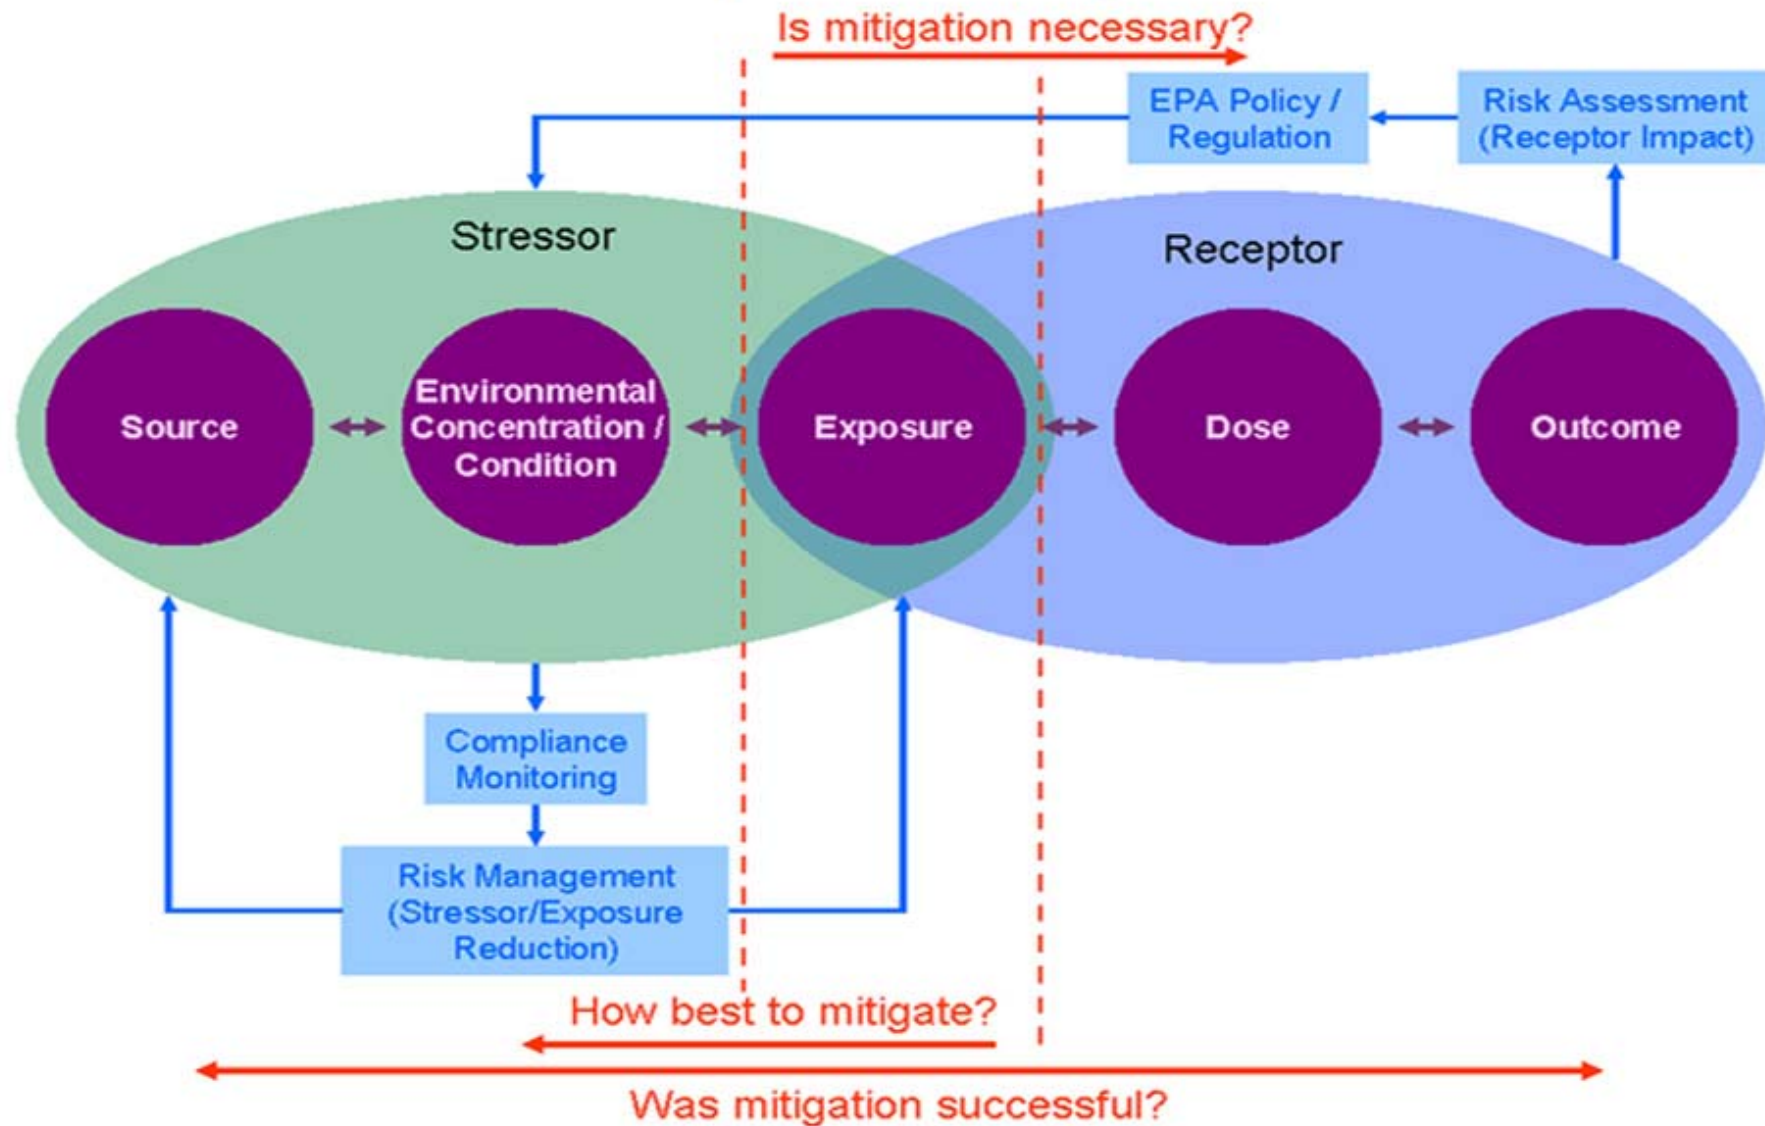 Is mitigation necessary?
EPA Policy /
Regulation
Risk Assessment
(Receptor Impact)
Stressor
Receptor
Source
Environmental
Concentration /
Condition
Exposure
Dose
Outcome
Compliance
Monitoring
Risk Management
(Stressor/Exposure
Reduction)
How best to mitigate?
Was mitigation successful?